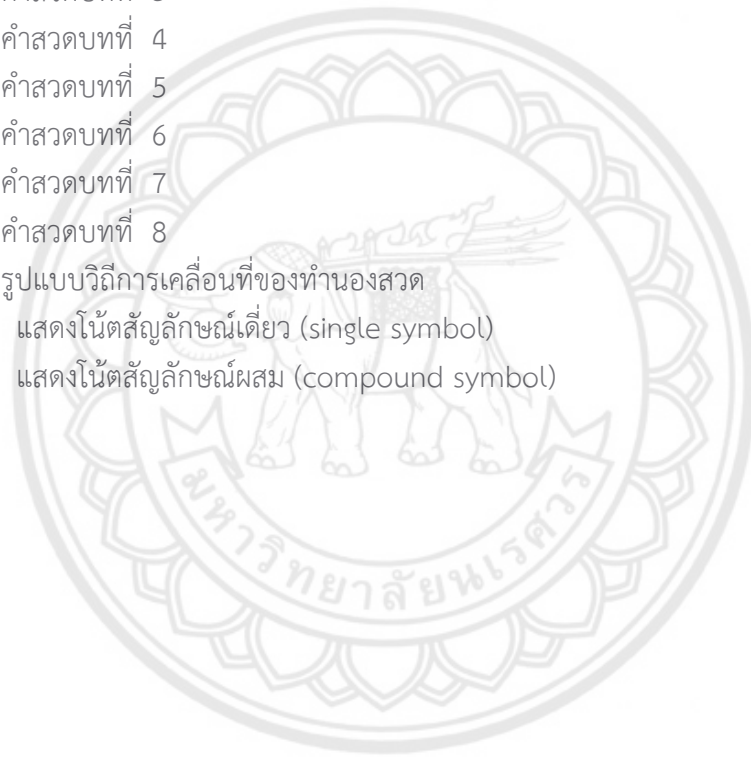 คำสวดบทที่ 4
คำสวดบทที่ 5
คำสวดบทที่ 6
คำสวดบทที่ 7
คำสวดบทที่ 8
รูปแบบวิถีการเคลื่อนที่ของทำนองสวด
แสดงโน้ตสัญลักษณ์เดี่ยว (single symbol)
แสดงโน้ตสัญลักษณ์ผสม (compound symbol)
มหาวิทยาลัยนเรศวร